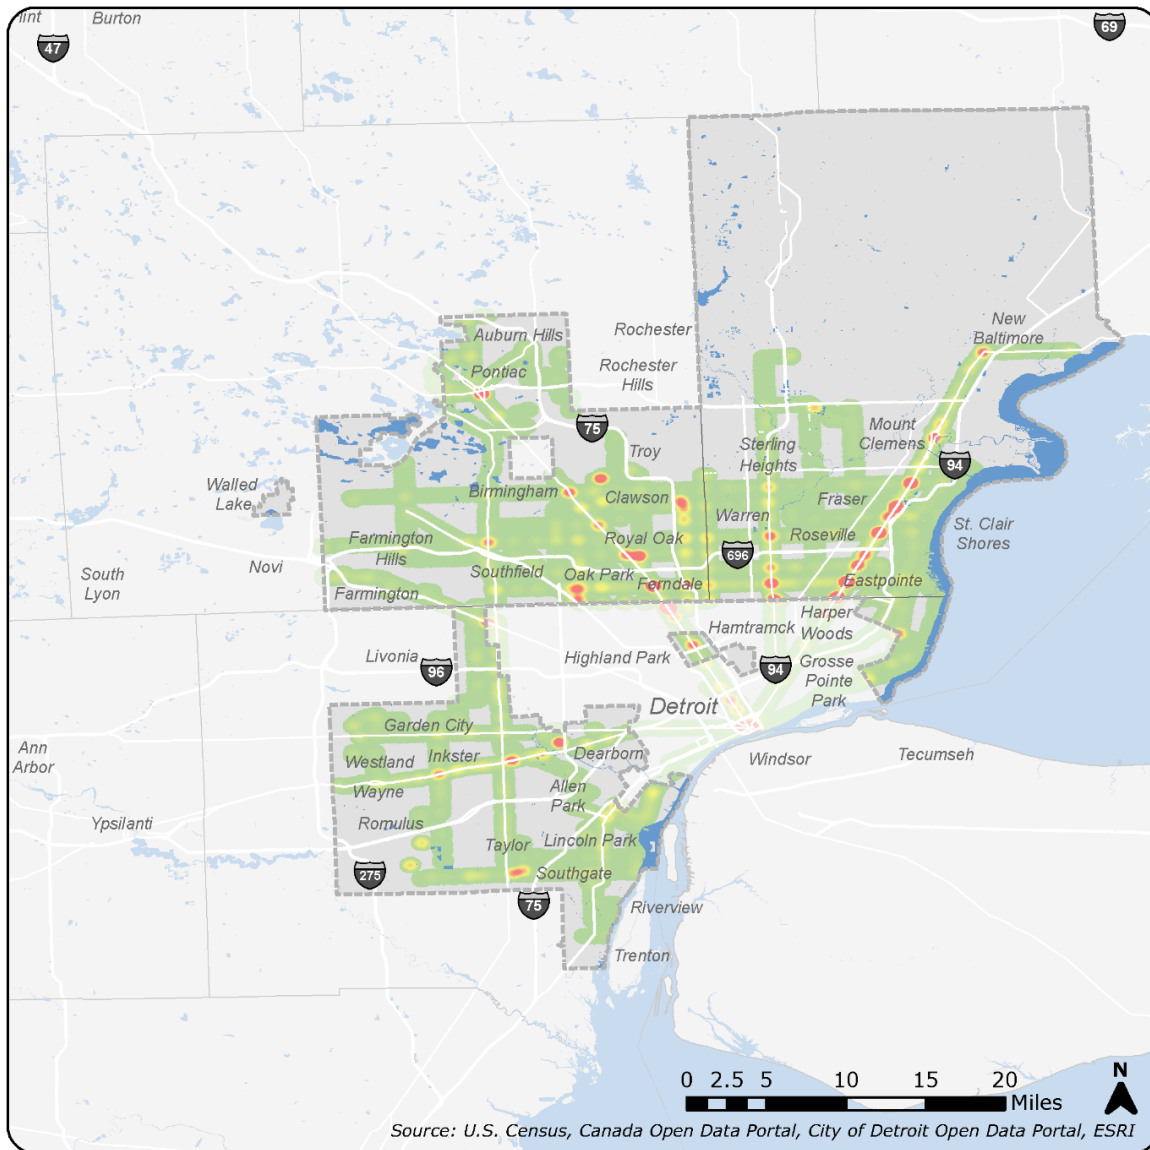 lint
Burton
47
69
New
Baltimore
Rochester
Auburn Hills
Rochester
Hills
Pontiac
75
Mount
Clemens
Troy
Sterling
Heights
94
Walled
Lake
Birmingham
Clawson
Fraser
Warren
St. Clair
Shores
Royal Oak
Roseville
Farmington
Hills
696
Novi
Southfield
Oak Park
Ferndale
Eastpointe
South
Lyon
Farmington
Harper
Woods
Hamtramck
Livonia
Highland Park
96
94
Grosse
Pointe
Park
Detroit
Garden City
Ann
Arbor
Westland
Inkster
Dearborn
Windsor
Tecumseh
Wayne
Allen
Park
Ypsilanti
Romulus
Taylor
Lincoln Park
275
Southgate
75
Riverview
Trenton
N
0 2.5 5 10 15 20
Miles
Source: U.S. Census, Canada Open Data Portal, City of Detroit Open Data Portal, ESRI